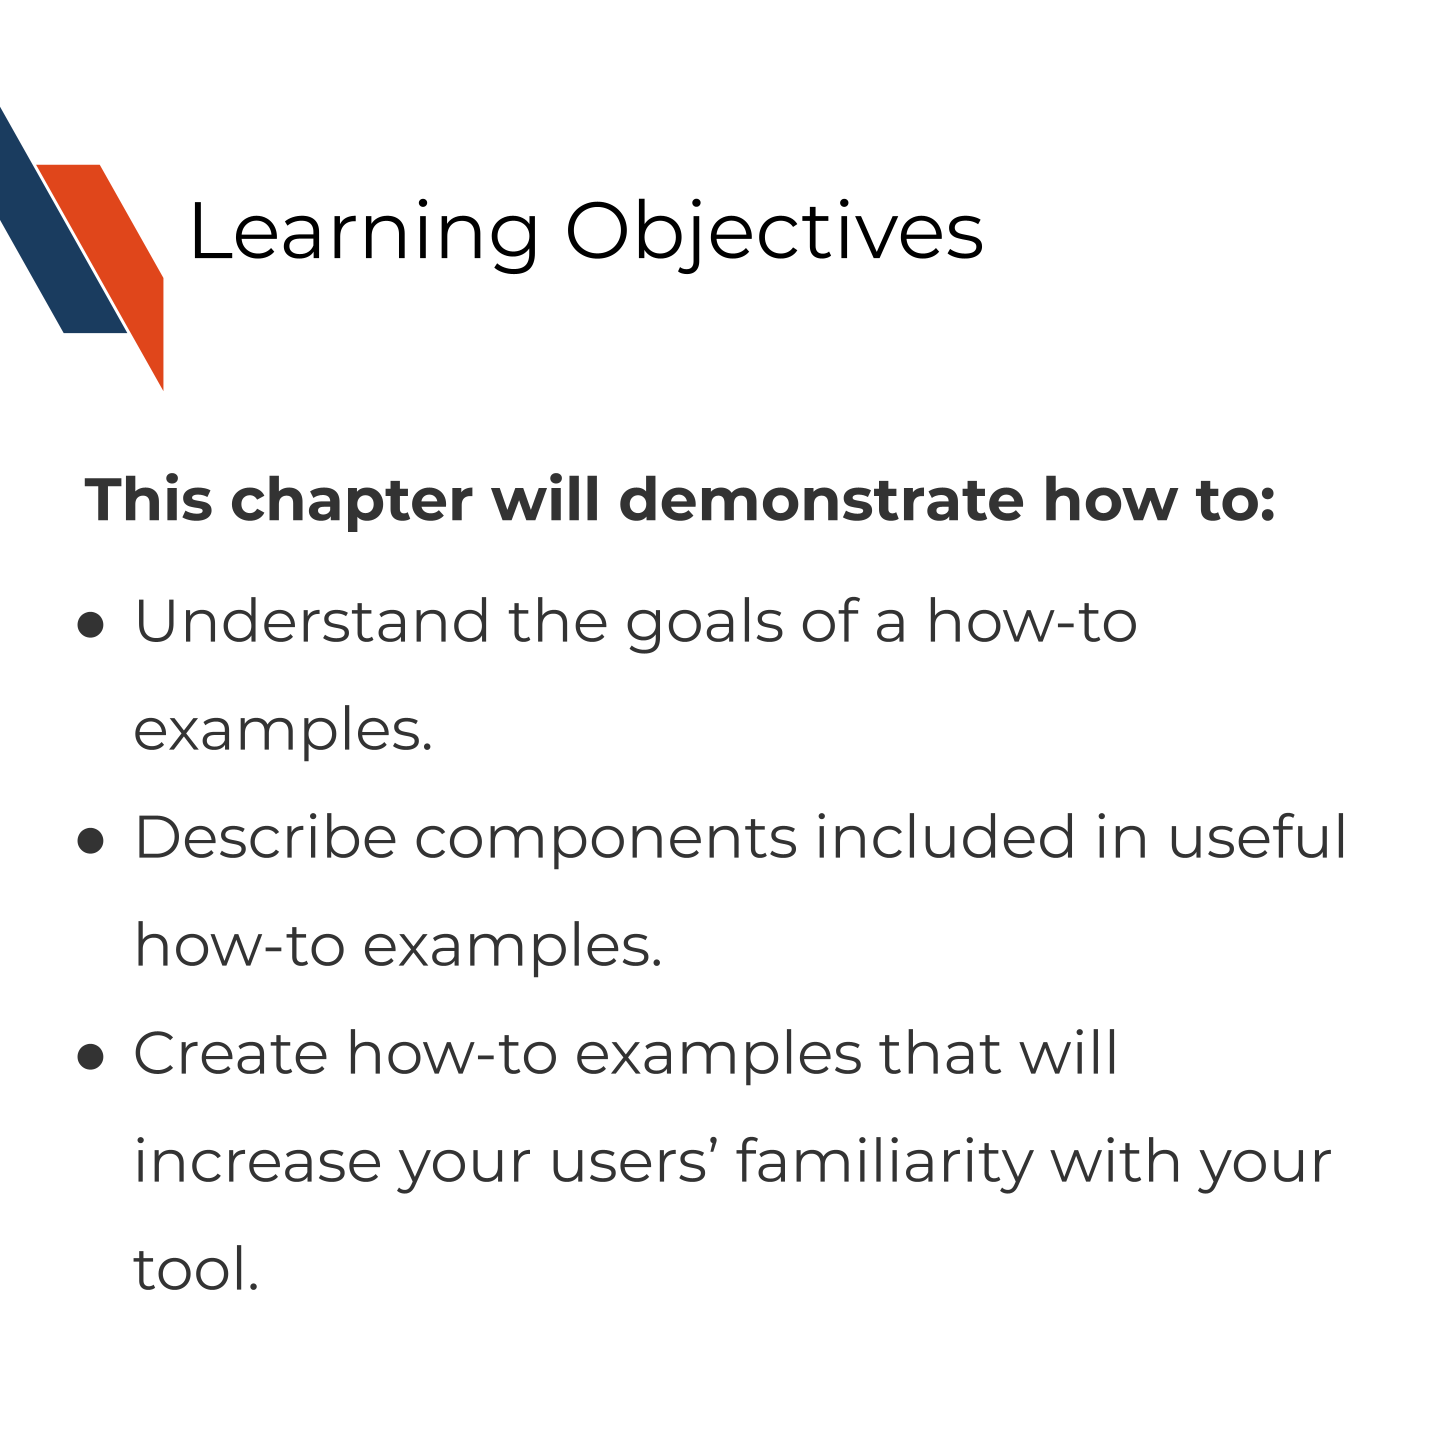 Learning Objectives
This chapter will demonstrate how to:
● Understand the goals of a how-to
examples.
● Describe components included in useful
how-to examples.
● Create how-to examples that will
increase your users’ familiarity with your
tool.